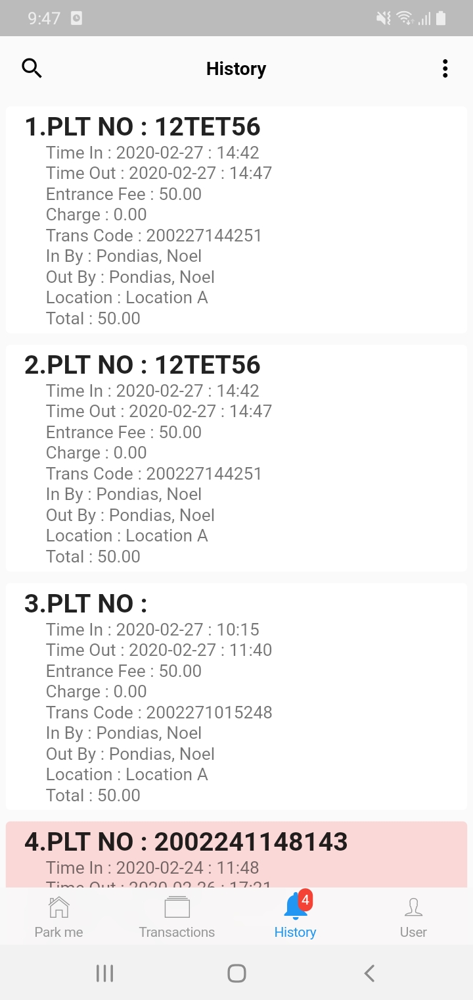 9:47
History
1.PLT NO : 12TET56
Time In : 2020-02-27 : 14:42
Time Out : 2020-02-27 : 14:47
Entrance Fee : 50.00
Charge : 0.00
Trans Code : 200227144251
In By : Pondias, Noel
Out By : Pondias, Noel
Location : Location A
Total : 50.00
2.PLT NO : 12TET56
Time In : 2020-02-27 : 14:42
Time Out : 2020-02-27 : 14:47
Entrance Fee : 50.00
Charge : 0.00
Trans Code : 200227144251
In By : Pondias, Noel
Out By : Pondias, Noel
Location : Location A
Total : 50.00
3.PLT NO :
Time In : 2020-02-27 : 10:15
Time Out : 2020-02-27 : 11:40
Entrance Fee : 50.00
Charge : 0.00
Trans Code : 2002271015248
In By : Pondias, Noel
Out By : Pondias, Noel
Location : Location A
Total : 50.00
4.PLT NO : 2002241148143
Time In : 2020-02-24 : 11:48
Time Out : 2020-02-26 : 17:21
4
Park me Transactions History User